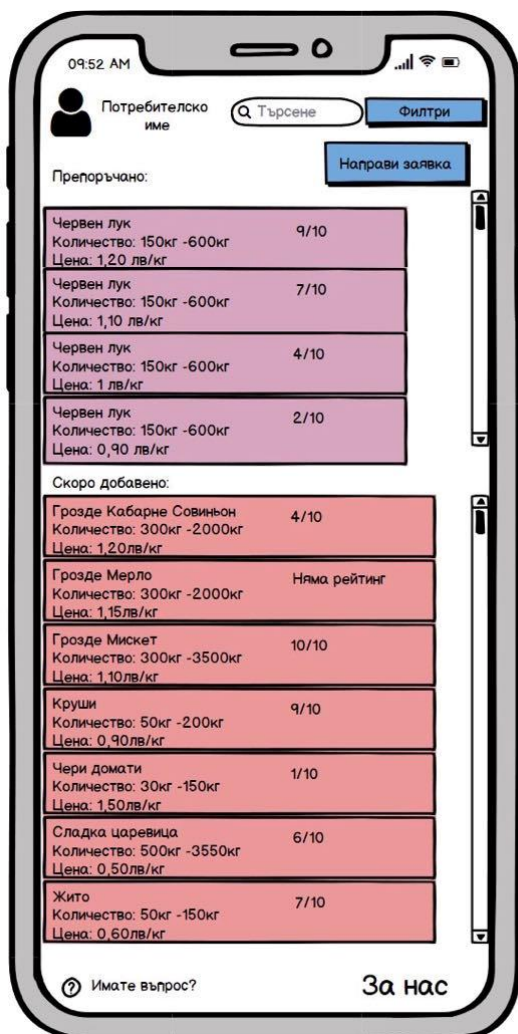 09:52 AM
Потребителско
име
Търсене
Филтри
Направи заявка
Препоръчано:
Червен лук
9/10
Количество: 150кг -600кг
Цена: 1,20 лв/кг
Червен лук
7/10
Количество: 150кг -600кг
Цена: 1,10 лв/кг
Червен лук
4/10
Количество: 150кг -600кг
Цена: 1 лв/кг
Червен лук
2/10
Количество: 150кг -600кг
Цена: 0,90 лв/кг
Скоро добавено:
Грозде Кабарне Совиньон
4/10
Количество: 300кг -2000кг
Цена: 1,20лв/кг
Грозде Мерло
Няма рейтинг
Количество: 300кг -2000кг
Цена: 1,15лв/кг
Грозде Мискет
10/10
Количество: 300кг -3500кг
Цена: 1,10лв/кг
Круши
9/10
Количество: 50кг -200кг
Цена: 0,90лв/кг
Чери домати
1/10
Количество: 30кг -150кг
Цена: 1,50лв/кг
Сладка царевица
6/10
Количество: 500кг -3550кг
Цена: 0,50лв/кг
Жито
7/10
Количество: 50кг -150кг
Цена: 0,60лв/кг
? Имате въпрос?
За нас